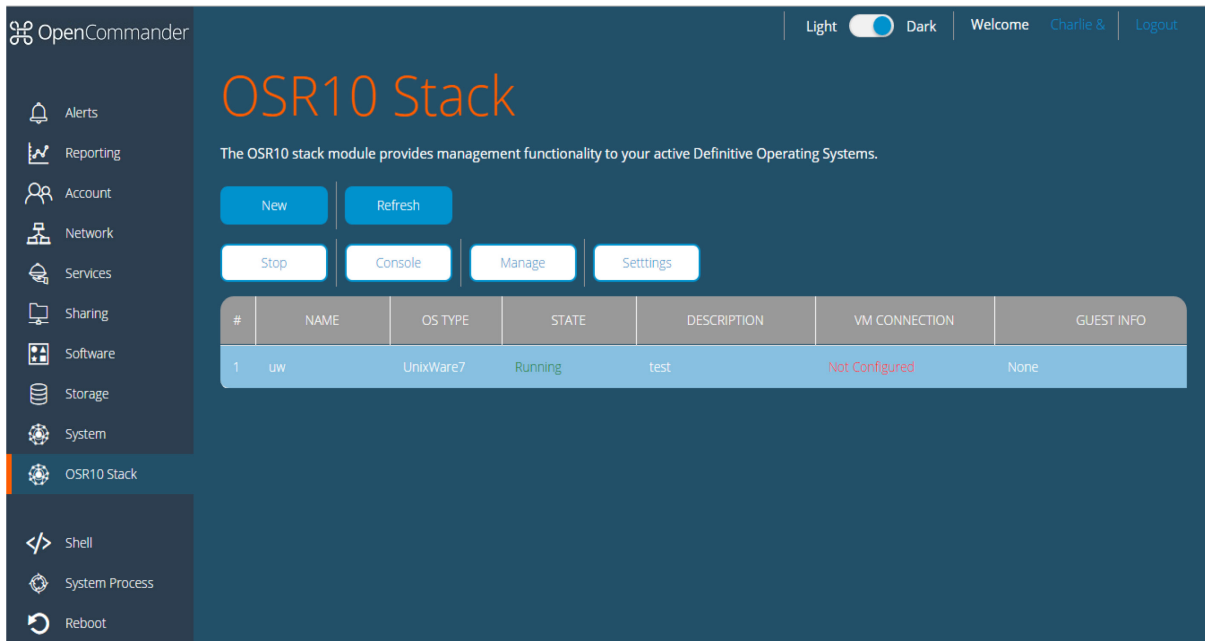 OpenCommander
Light Dark Welcome Charlie & Logout
OSR10 Stack
The OSR10 stack module provides management functionality to your active Definitive Operating Systems.
New Refresh
Stop Console Manage Setttings
# NAME OS TYPE STATE DESCRIPTION VM CONNECTION GUEST INFO
1 uw UnixWare7 Running test Not Configured None
Alerts
Reporting
Account
Network
Services
Sharing
Software
Storage
System
OSR10 Stack
Shell
System Process
Reboot